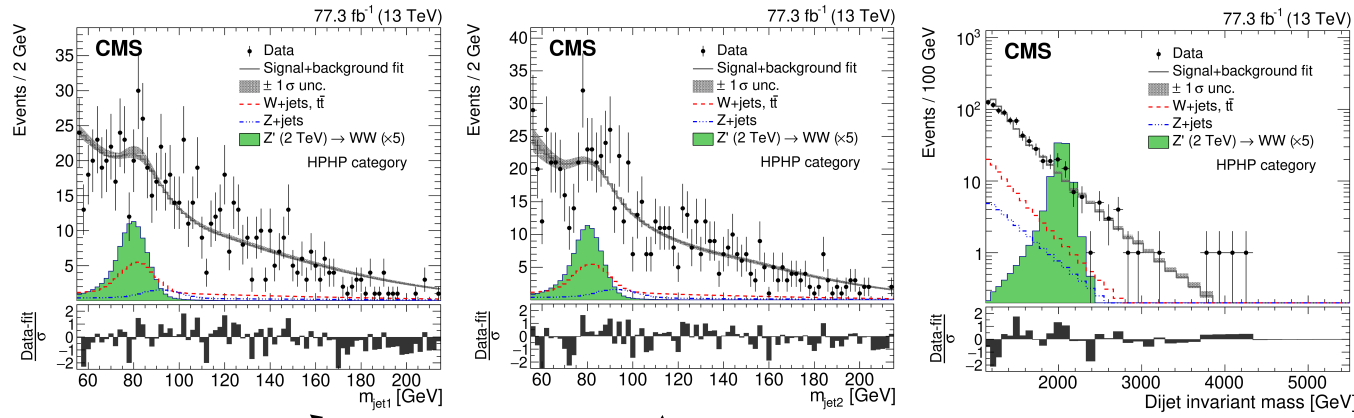 77.3 fb⁻¹ (13 TeV)
CMS
Data
Signal+background fit
± 1σ unc.
W+jets, tt̄
Z+jets
Z' (2 TeV) → WW (×5)
HPHP category
Events / 2 GeV
35
30
25
20
15
10
5
Data-fit
σ
2
1
0
−1
−2
60 80 100 120 140 160 180 200
m_jet1 [GeV]
77.3 fb⁻¹ (13 TeV)
CMS
Data
Signal+background fit
± 1σ unc.
W+jets, tt̄
Z+jets
Z' (2 TeV) → WW (×5)
HPHP category
Events / 2 GeV
40
35
30
25
20
15
10
5
Data-fit
σ
2
1
0
−1
−2
60 80 100 120 140 160 180 200
m_jet2 [GeV]
77.3 fb⁻¹ (13 TeV)
CMS
Data
Signal+background fit
± 1σ unc.
W+jets, tt̄
Z+jets
Z' (2 TeV) → WW (×5)
HPHP category
Events / 100 GeV
10³
10²
10
1
Data-fit
σ
2
1
0
−1
−2
2000 3000 4000 5000
Dijet invariant mass [GeV]